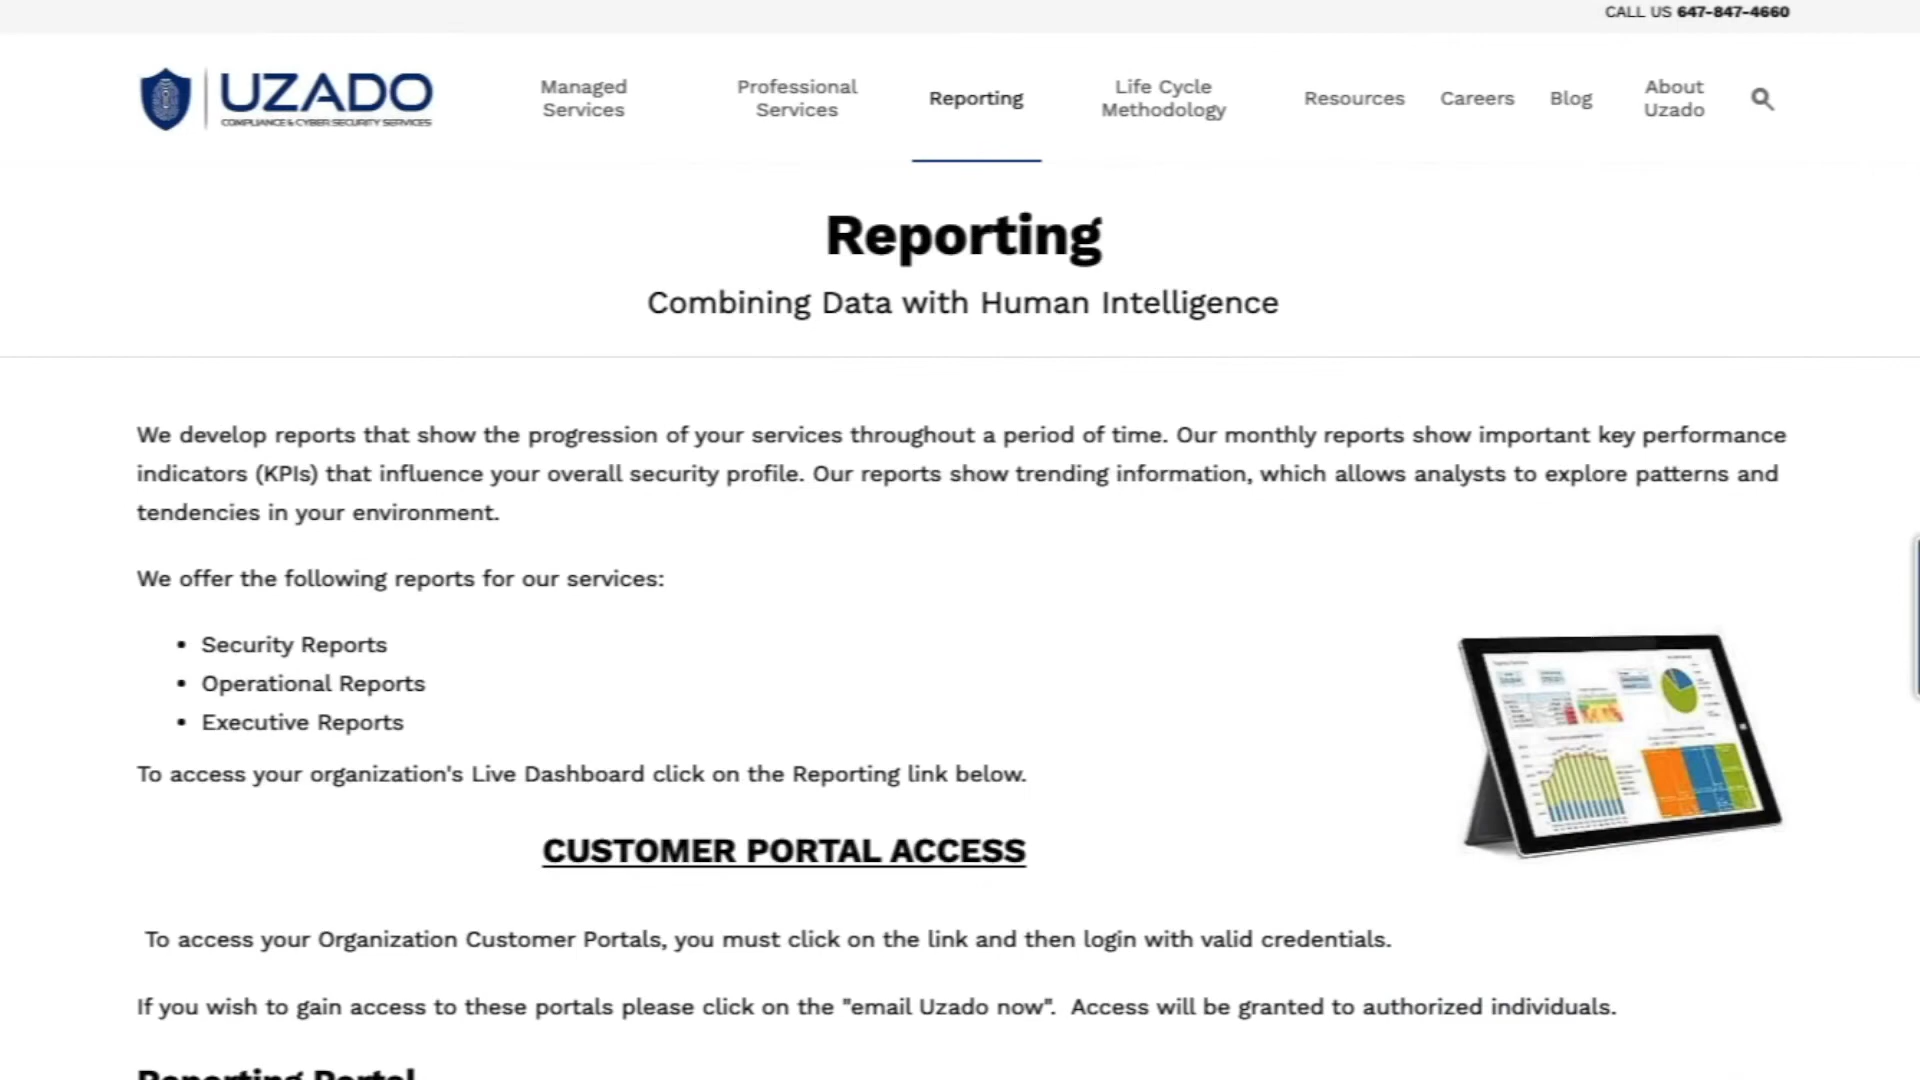 CALL US 647-847-4660
UZADO
COMPLIANCE & CYBER SECURITY SERVICES
Managed
Services
Professional
Services
Reporting
Life Cycle
Methodology
Resources
Careers
Blog
About
Uzado
Reporting
Combining Data with Human Intelligence
We develop reports that show the progression of your services throughout a period of time. Our monthly reports show important key performance
indicators (KPIs) that influence your overall security profile. Our reports show trending information, which allows analysts to explore patterns and
tendencies in your environment.
We offer the following reports for our services:
• Security Reports
• Operational Reports
• Executive Reports
To access your organization's Live Dashboard click on the Reporting link below.
CUSTOMER PORTAL ACCESS
To access your Organization Customer Portals, you must click on the link and then login with valid credentials.
If you wish to gain access to these portals please click on the "email Uzado now". Access will be granted to authorized individuals.
Reporting Portal